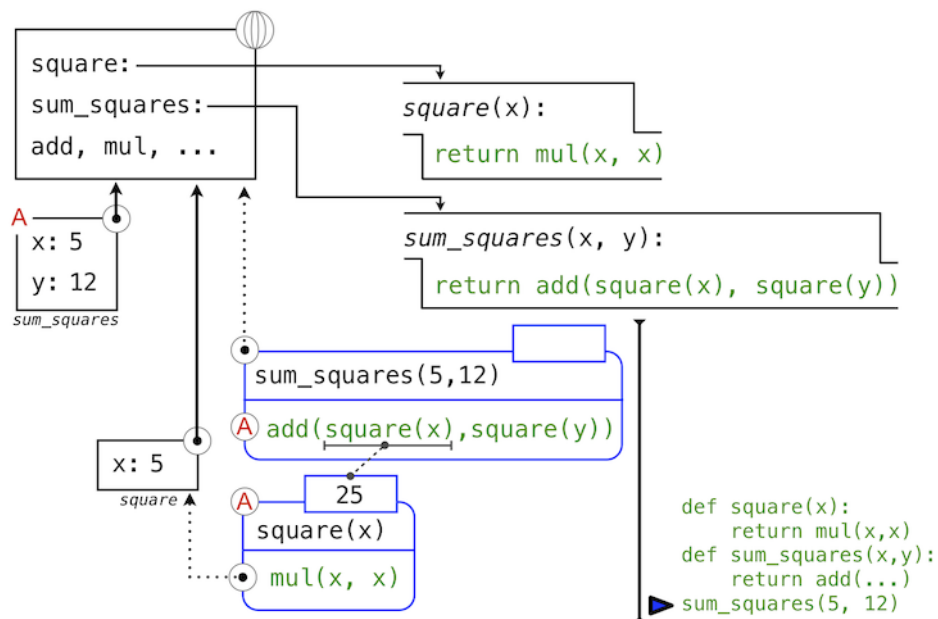 square:
sum_squares:
add, mul, ...
square(x):
return mul(x, x)
sum_squares(x, y):
return add(square(x), square(y))
A
x: 5
y: 12
sum_squares
sum_squares(5,12)
A
add(square(x),square(y))
x: 5
square
25
A
square(x)
mul(x, x)
def square(x):
return mul(x,x)
def sum_squares(x,y):
return add(...)
sum_squares(5, 12)